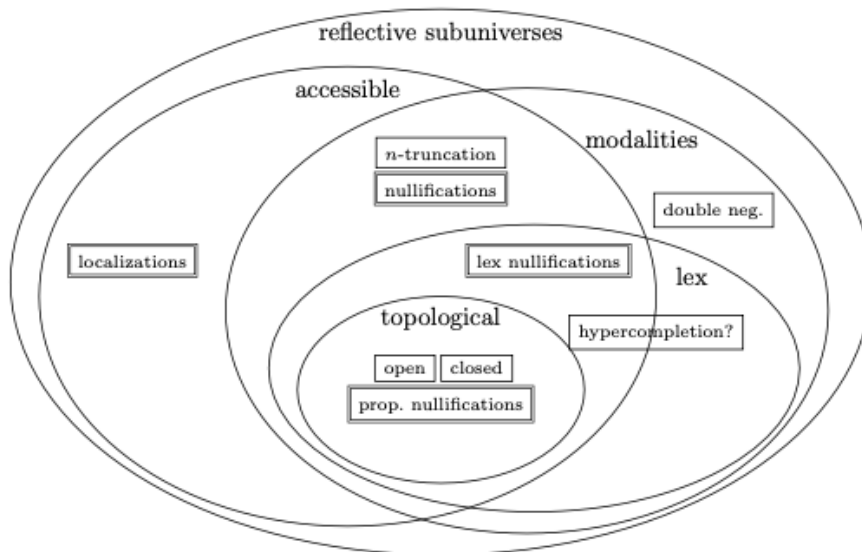 reflective subuniverses
accessible
modalities
n-truncation
nullifications
double neg.
localizations
lex nullifications
lex
topological
hypercompletion?
open
closed
prop. nullifications